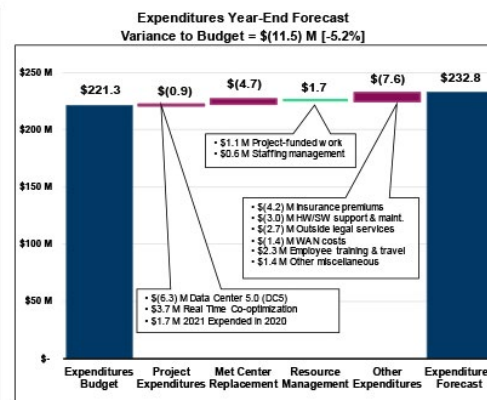 Expenditures Year-End Forecast
Variance to Budget = $(11.5) M [-5.2%]
$250 M
$200 M
$150 M
$100 M
$50 M
$-
$221.3
$(0.9)
$(4.7)
$1.7
$(7.6)
$232.8
• $1.1 M Project-funded work
• $0.6 M Staffing management
• $(4.2) M Insurance premiums
• $(3.0) M HW/SW support & maint.
• $(2.7) M Outside legal services
• $(1.4) M WAN costs
• $2.3 M Employee training & travel
• $1.4 M Other miscellaneous
• $(6.3) M Data Center 5.0 (DC5)
• $3.7 M Real Time Co-optimization
• $1.7 M 2021 Expended in 2020
Expenditures
Budget
Project
Expenditures
Met Center
Replacement
Resource
Management
Other
Expenditures
Expenditure
Forecast